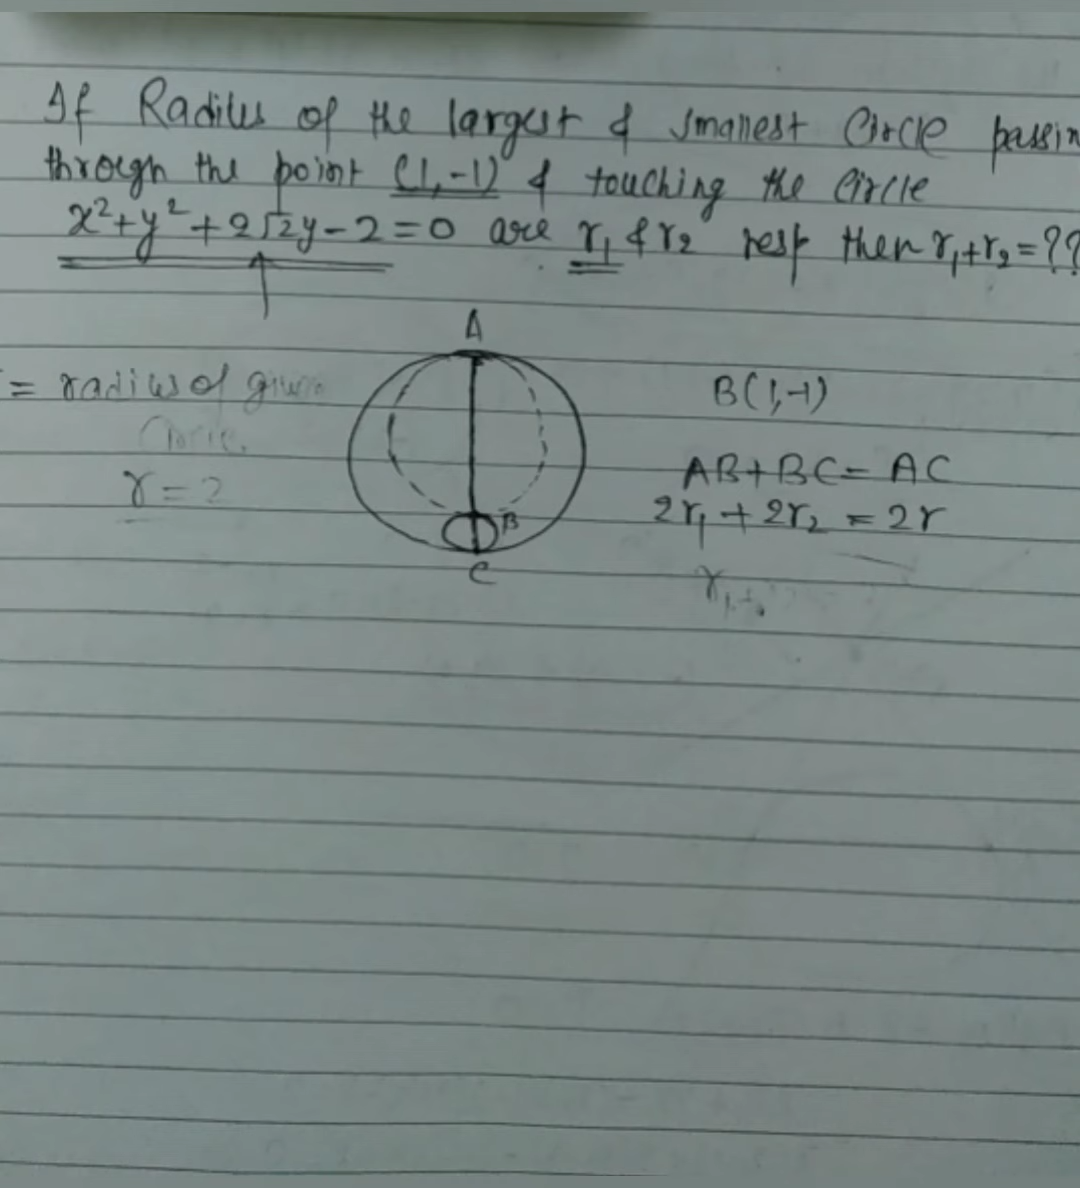 If Radius of the largest & smallest Circle passin
through the point (1,-1) & touching the Circle
x²+y²+2√2y-2=0 are r₁ & r₂ resp then r₁+r₂=??
A
= radius of given
Circle.
r=2
B(1,-1)
AB+BC=AC
2r₁+2r₂=2r
B
C
r₁+